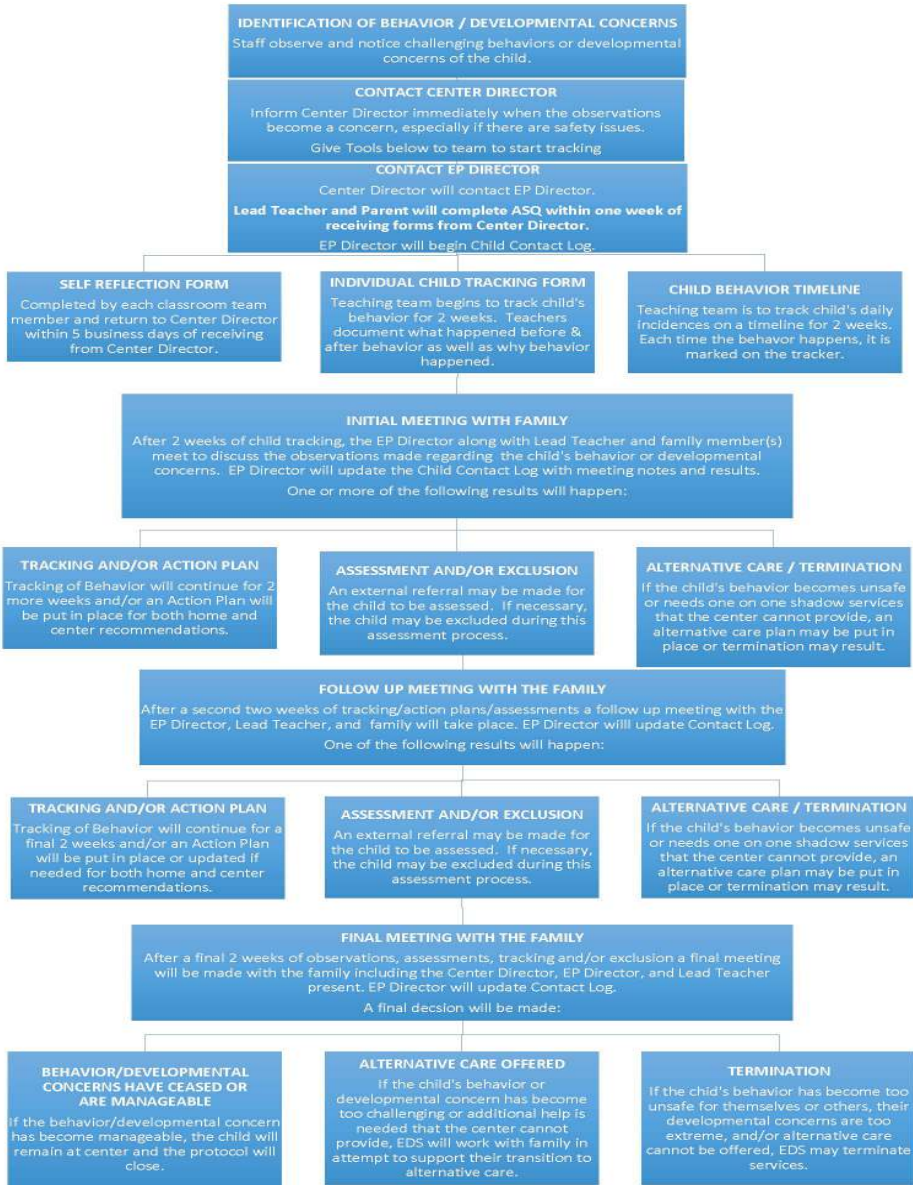 IDENTIFICATION OF BEHAVIOR / DEVELOPMENTAL CONCERNS
Staff observe and notice challenging behaviors or developmental
concerns of the child.
CONTACT CENTER DIRECTOR
Inform Center Director immediately when the observations
become a concern, especially if there are safety issues.
Give Tools below to team to start tracking
CONTACT EP DIRECTOR
Center Director will contact EP Director.
Lead Teacher and Parent will complete ASQ within one week of
receiving forms from Center Director.
EP Director will begin Child Contact Log.
SELF REFLECTION FORM
Completed by each classroom team
member and return to Center Director
within 5 business days of receiving
from Center Director.
INDIVIDUAL CHILD TRACKING FORM
Teaching team begins to track child's
behavior for 2 weeks. Teachers
document what happened before &
after behavior as well as why behavior
happened.
CHILD BEHAVIOR TIMELINE
Teaching team is to track child's daily
incidences on a timeline for 2 weeks.
Each time the behavor happens, it is
marked on the tracker.
INITIAL MEETING WITH FAMILY
After 2 weeks of child tracking, the EP Director along with Lead Teacher and family member(s)
meet to discuss the observations made regarding the child's behavior or developmental
concerns. EP Director will update the Child Contact Log with meeting notes and results.
One or more of the following results will happen:
TRACKING AND/OR ACTION PLAN
Tracking of Behavior will continue for 2
more weeks and/or an Action Plan will
be put in place for both home and
center recommendations.
ASSESSMENT AND/OR EXCLUSION
An external referral may be made for
the child to be assessed. If necessary,
the child may be excluded during this
assessment process.
ALTERNATIVE CARE / TERMINATION
If the child's behavior becomes unsafe
or needs one on one shadow services
that the center cannot provide, an
alternative care plan may be put in
place or termination may result.
FOLLOW UP MEETING WITH THE FAMILY
After a second two weeks of tracking/action plans/assessments a follow up meeting with the
EP Director, Lead Teacher, and family will take place. EP Director willl update Contact Log.
One of the following results will happen:
TRACKING AND/OR ACTION PLAN
Tracking of Behavior will continue for a
final 2 weeks and/or an Action Plan
will be put in place or updated if
needed for both home and center
recommendations.
ASSESSMENT AND/OR EXCLUSION
An external referral may be made for
the child to be assessed. If necessary,
the child may be excluded during this
assessment process.
ALTERNATIVE CARE / TERMINATION
If the child's behavior becomes unsafe
or needs one on one shadow services
that the center cannot provide, an
alternative care plan may be put in
place or termination may result.
FINAL MEETING WITH THE FAMILY
After a final 2 weeks of observations, assessments, tracking and/or exclusion a final meeting
will be made with the family including the Center Director, EP Director, and Lead Teacher
present. EP Director will update Contact Log.
A final decsion will be made:
BEHAVIOR/DEVELOPMENTAL
CONCERNS HAVE CEASED OR
ARE MANAGEABLE
If the behavior/developmental concern
has become manageable, the child will
remain at center and the protocol will
close.
ALTERNATIVE CARE OFFERED
If the child's behavior or
developmental concern has become
too challenging or additional help is
needed that the center cannot
provide, EDS will work with family in
attempt to support their transition to
alternative care.
TERMINATION
If the chid's behavior has become too
unsafe for themselves or others, their
developmental concerns are too
extreme, and/or alternative care
cannot be offered, EDS may terminate
services.